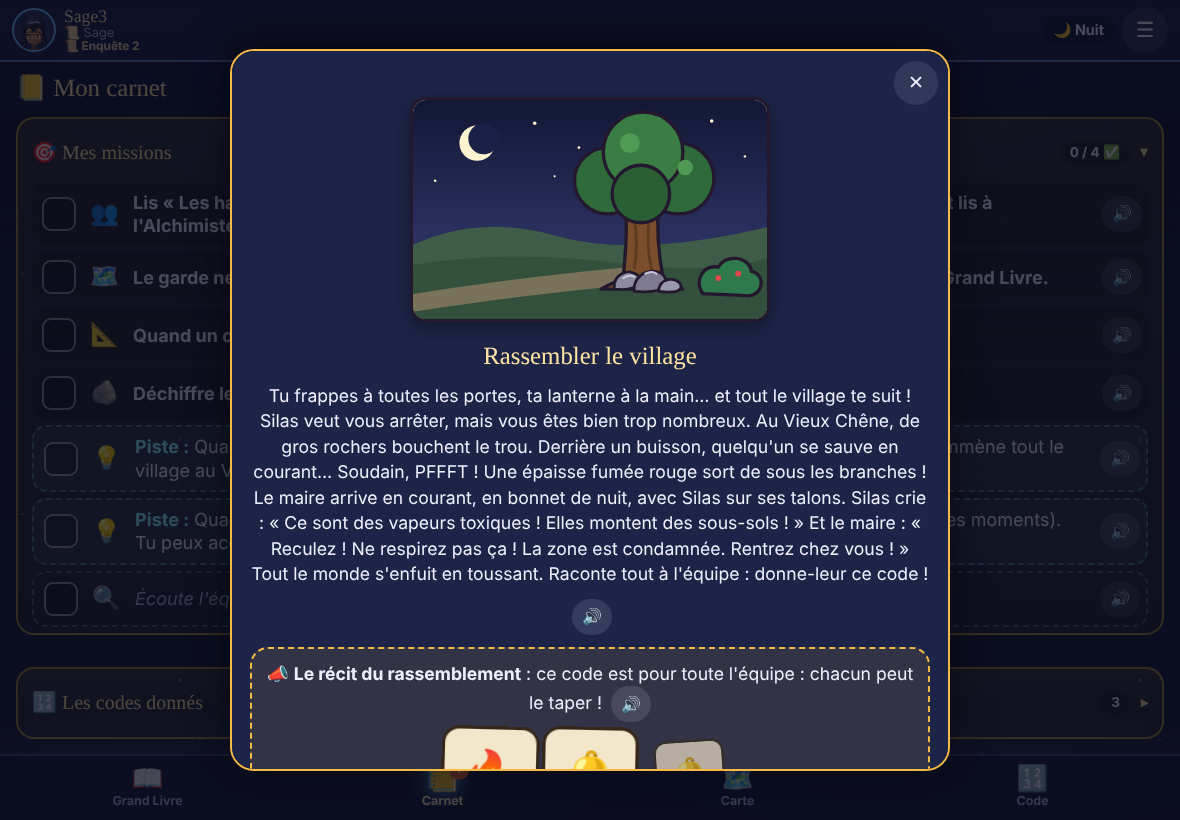 Sage3
Sage
Enquête 2
Nuit
Mon carnet
Mes missions
0 / 4
Lis « Les ha
t lis à
l'Alchimiste
Le garde ne
Grand Livre.
Quand un c
Déchiffre le
Piste : Qua
mmène tout le
village au V
Piste : Qua
es moments).
Tu peux ac
Écoute l'éq
Les codes donnés
3
Rassembler le village
Tu frappes à toutes les portes, ta lanterne à la main… et tout le village te suit !
Silas veut vous arrêter, mais vous êtes bien trop nombreux. Au Vieux Chêne, de
gros rochers bouchent le trou. Derrière un buisson, quelqu'un se sauve en
courant… Soudain, PFFFT ! Une épaisse fumée rouge sort de sous les branches !
Le maire arrive en courant, en bonnet de nuit, avec Silas sur ses talons. Silas crie
: « Ce sont des vapeurs toxiques ! Elles montent des sous-sols ! » Et le maire : «
Reculez ! Ne respirez pas ça ! La zone est condamnée. Rentrez chez vous ! »
Tout le monde s'enfuit en toussant. Raconte tout à l'équipe : donne-leur ce code !
Le récit du rassemblement : ce code est pour toute l'équipe : chacun peut
le taper !
Grand Livre
Carnet
Carte
Code